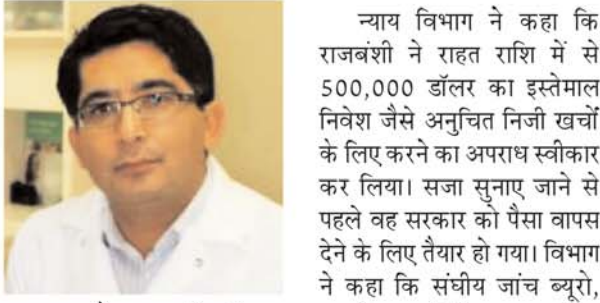 न्याय विभाग ने कहा कि
राजबंशी ने राहत राशि में से
500,000 डॉलर का इस्तेमाल
निवेश जैसे अनुचित निजी खर्चों
के लिए करने का अपराध स्वीकार
कर लिया। सजा सुनाए जाने से
पहले वह सरकार को पैसा वापस
देने के लिए तैयार हो गया। विभाग
ने कहा कि संघीय जांच ब्यूरो,